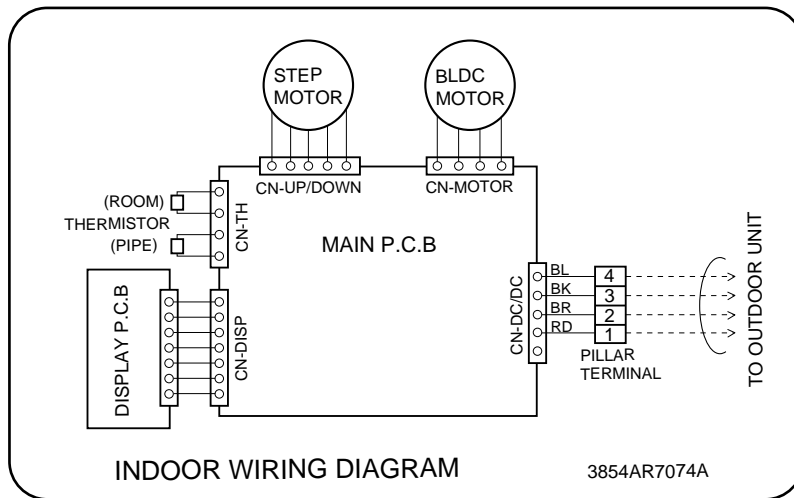 STEP
MOTOR
BLDC
MOTOR
CN-UP/DOWN
CN-MOTOR
(ROOM)
THERMISTOR
(PIPE)
CN-TH
MAIN P.C.B
DISPLAY P.C.B
CN-DISP
CN-DC/DC
BL
BK
BR
RD
4
3
2
1
PILLAR
TERMINAL
TO OUTDOOR UNIT
INDOOR WIRING DIAGRAM
3854AR7074A